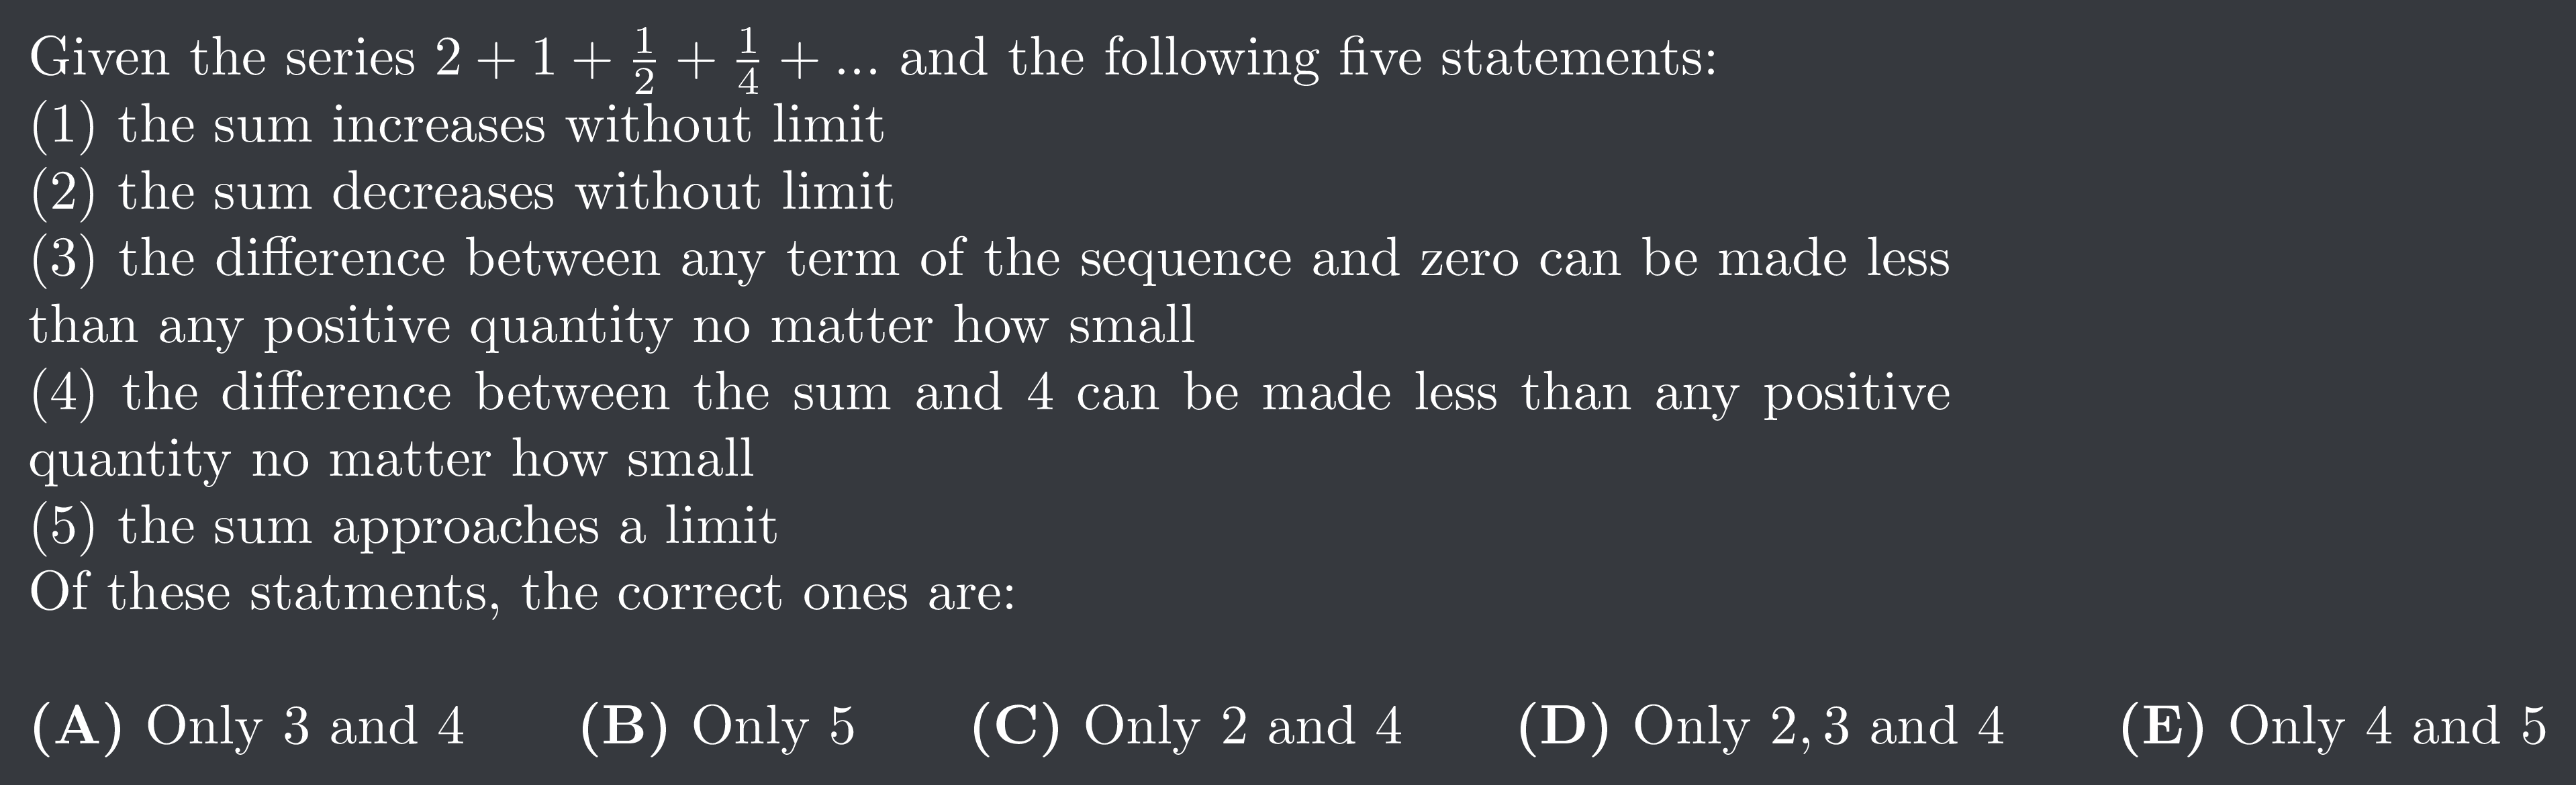 Given the series $2 + 1 + \frac{1}{2} + \frac{1}{4} + ...$ and the following five statements:
(1) the sum increases without limit
(2) the sum decreases without limit
(3) the difference between any term of the sequence and zero can be made less
than any positive quantity no matter how small
(4) the difference between the sum and 4 can be made less than any positive
quantity no matter how small
(5) the sum approaches a limit
Of these statments, the correct ones are:
(A) Only 3 and 4 (B) Only 5 (C) Only 2 and 4 (D) Only 2, 3 and 4 (E) Only 4 and 5